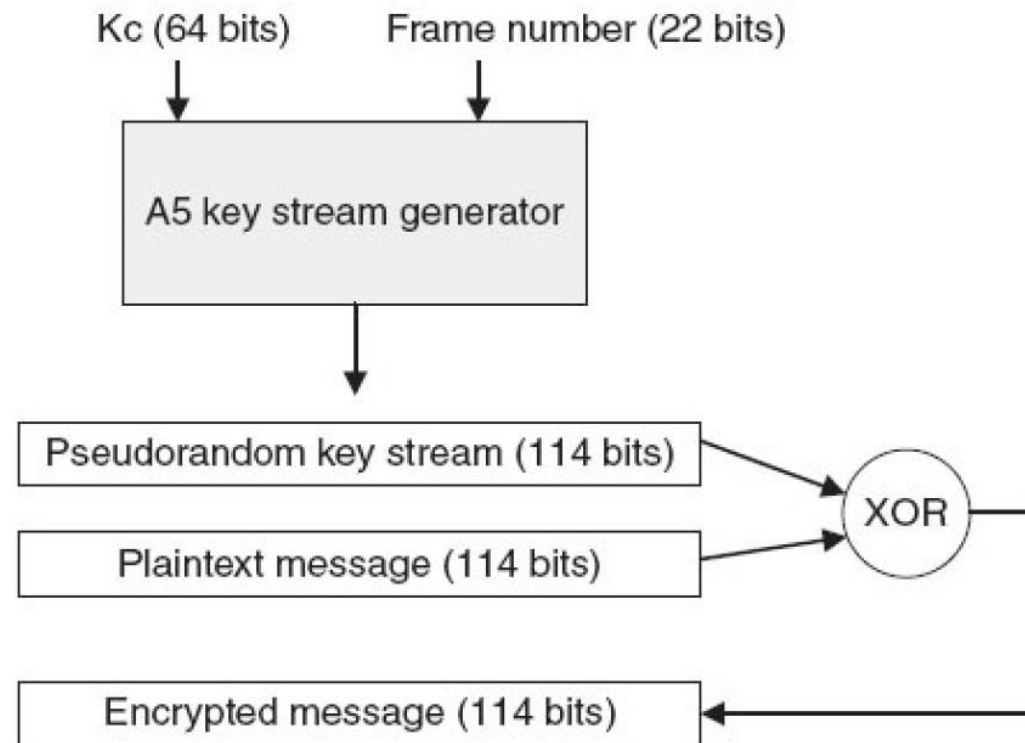 Kc (64 bits) Frame number (22 bits)
A5 key stream generator
Pseudorandom key stream (114 bits)
XOR
Plaintext message (114 bits)
Encrypted message (114 bits)